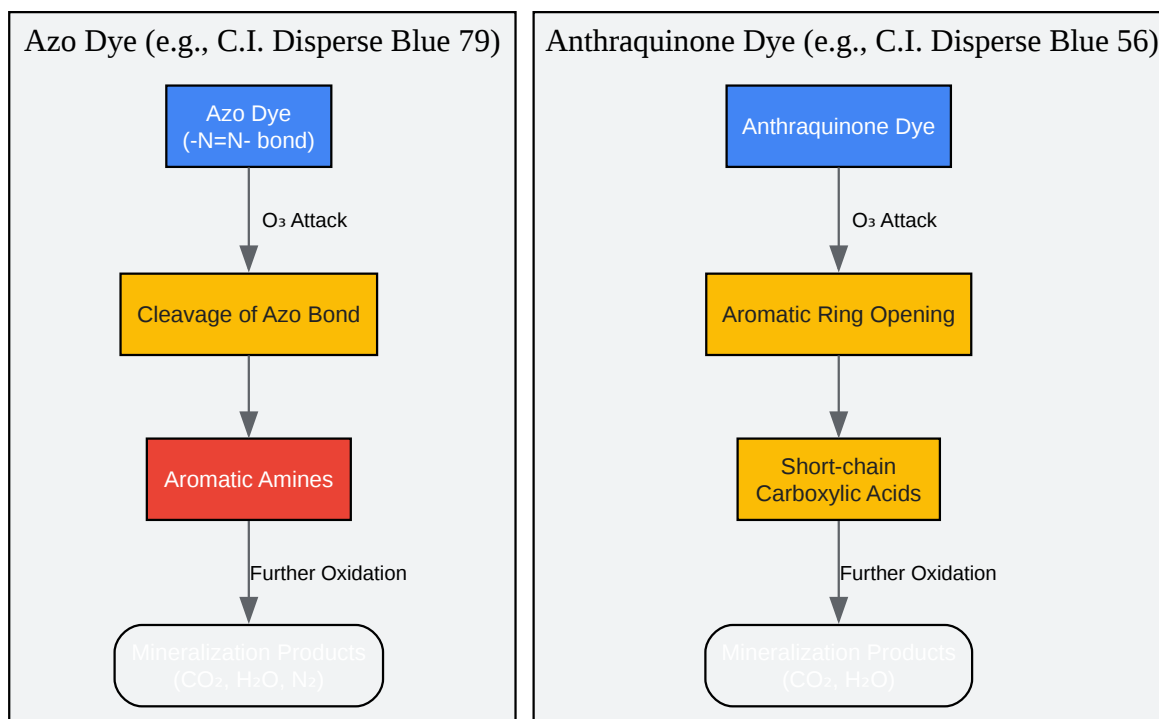 Azo Dye (e.g., C.I. Disperse Blue 79)
Azo Dye
(-N=N- bond)
O₃ Attack
Cleavage of Azo Bond
Aromatic Amines
Further Oxidation
Mineralization Products
(CO₂, H₂O, N₂)
Anthraquinone Dye (e.g., C.I. Disperse Blue 56)
Anthraquinone Dye
O₃ Attack
Aromatic Ring Opening
Short-chain
Carboxylic Acids
Further Oxidation
Mineralization Products
(CO₂, H₂O)